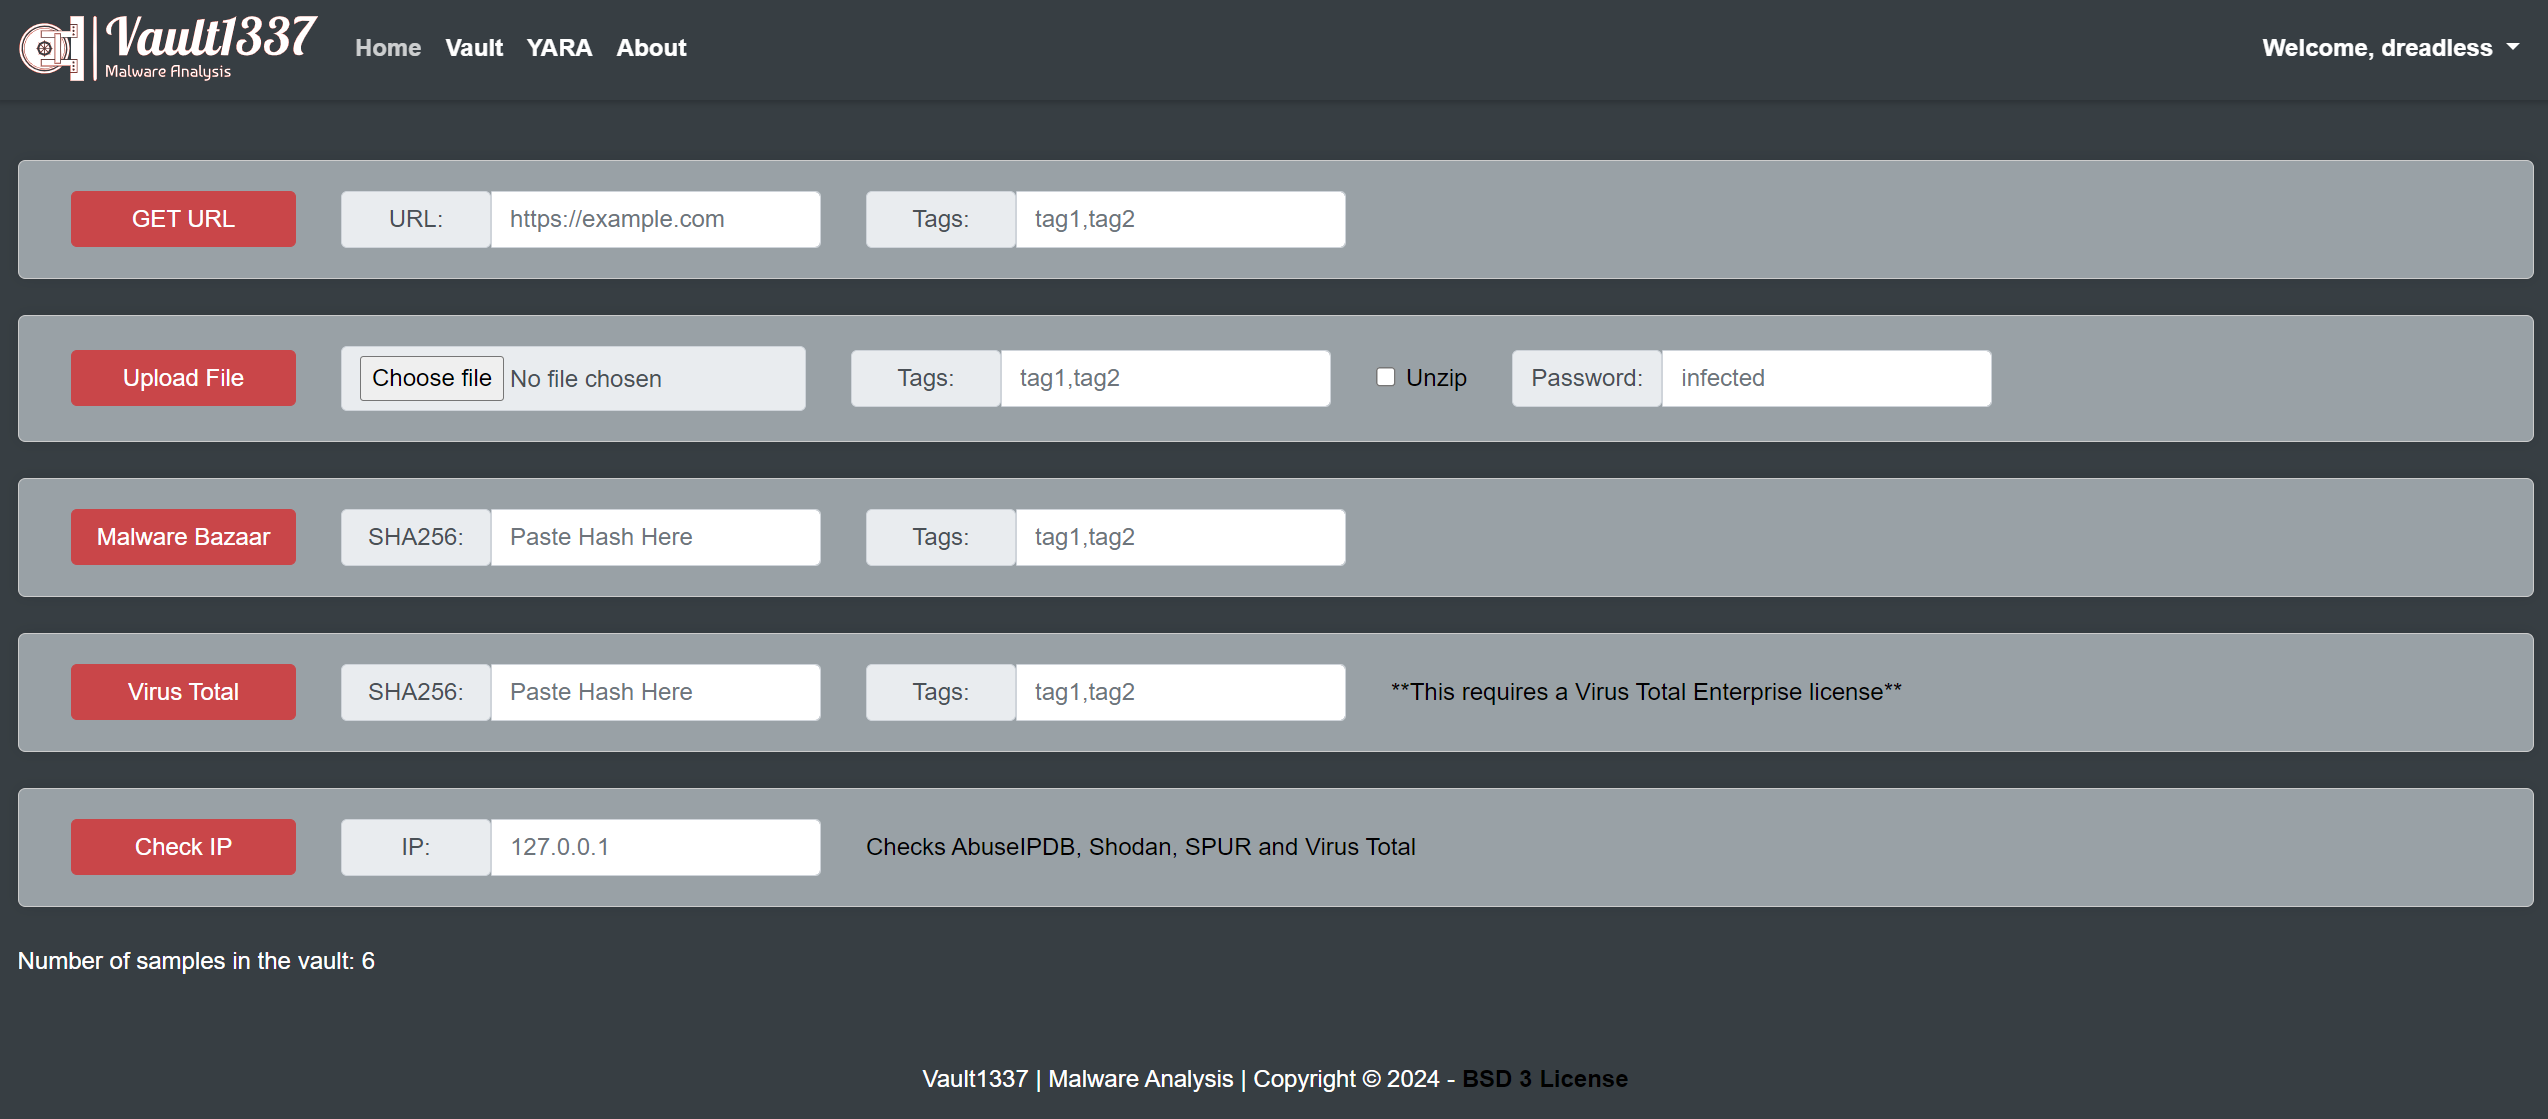 Vault1337
Malware Analysis
Home Vault YARA About
Welcome, dreadless
GET URL URL: https://example.com Tags: tag1,tag2
Upload File Choose file No file chosen Tags: tag1,tag2 Unzip Password: infected
Malware Bazaar SHA256: Paste Hash Here Tags: tag1,tag2
Virus Total SHA256: Paste Hash Here Tags: tag1,tag2 **This requires a Virus Total Enterprise license**
Check IP IP: 127.0.0.1 Checks AbuseIPDB, Shodan, SPUR and Virus Total
Number of samples in the vault: 6
Vault1337 | Malware Analysis | Copyright © 2024 - BSD 3 License